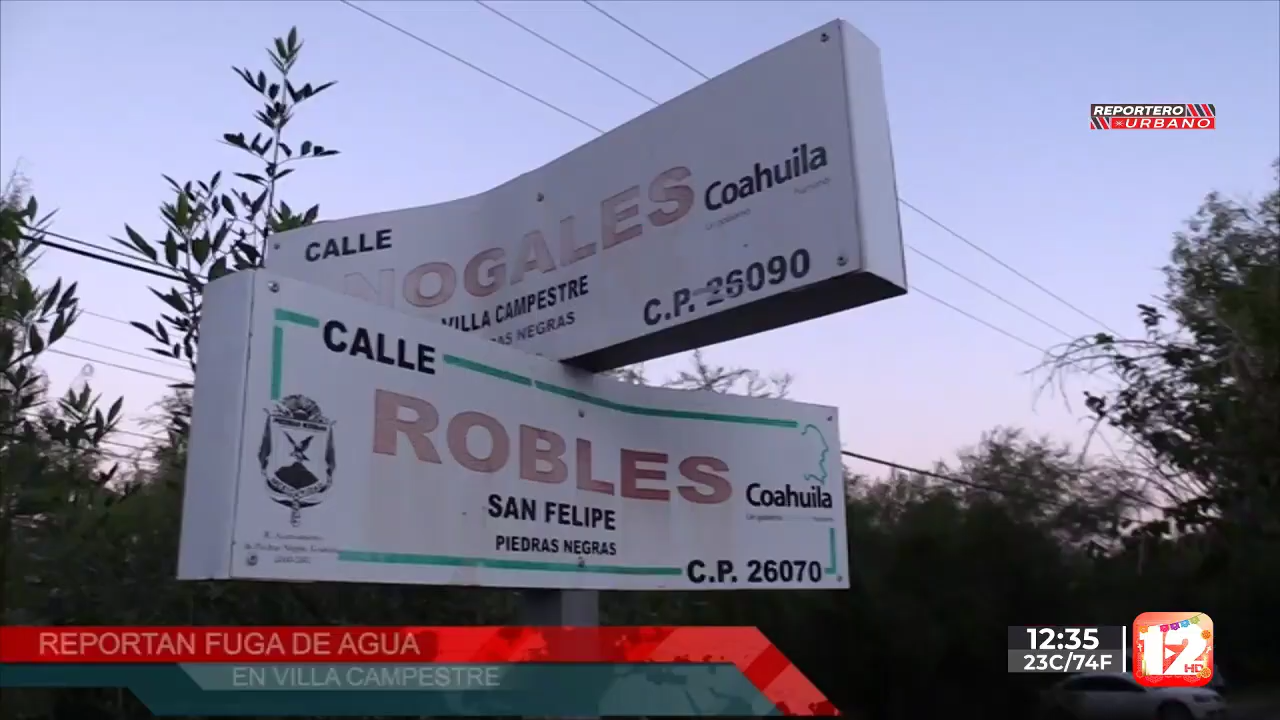 REPORTERO
URBANO
CALLE
NOGALES
VILLA CAMPESTRE
NEGRAS
Coahuila
C.P. 26090
CALLE
ROBLES
SAN FELIPE
PIEDRAS NEGRAS
Coahuila
C.P. 26070
REPORTAN FUGA DE AGUA
EN VILLA CAMPESTRE
12:35
23C/74F
12
HD